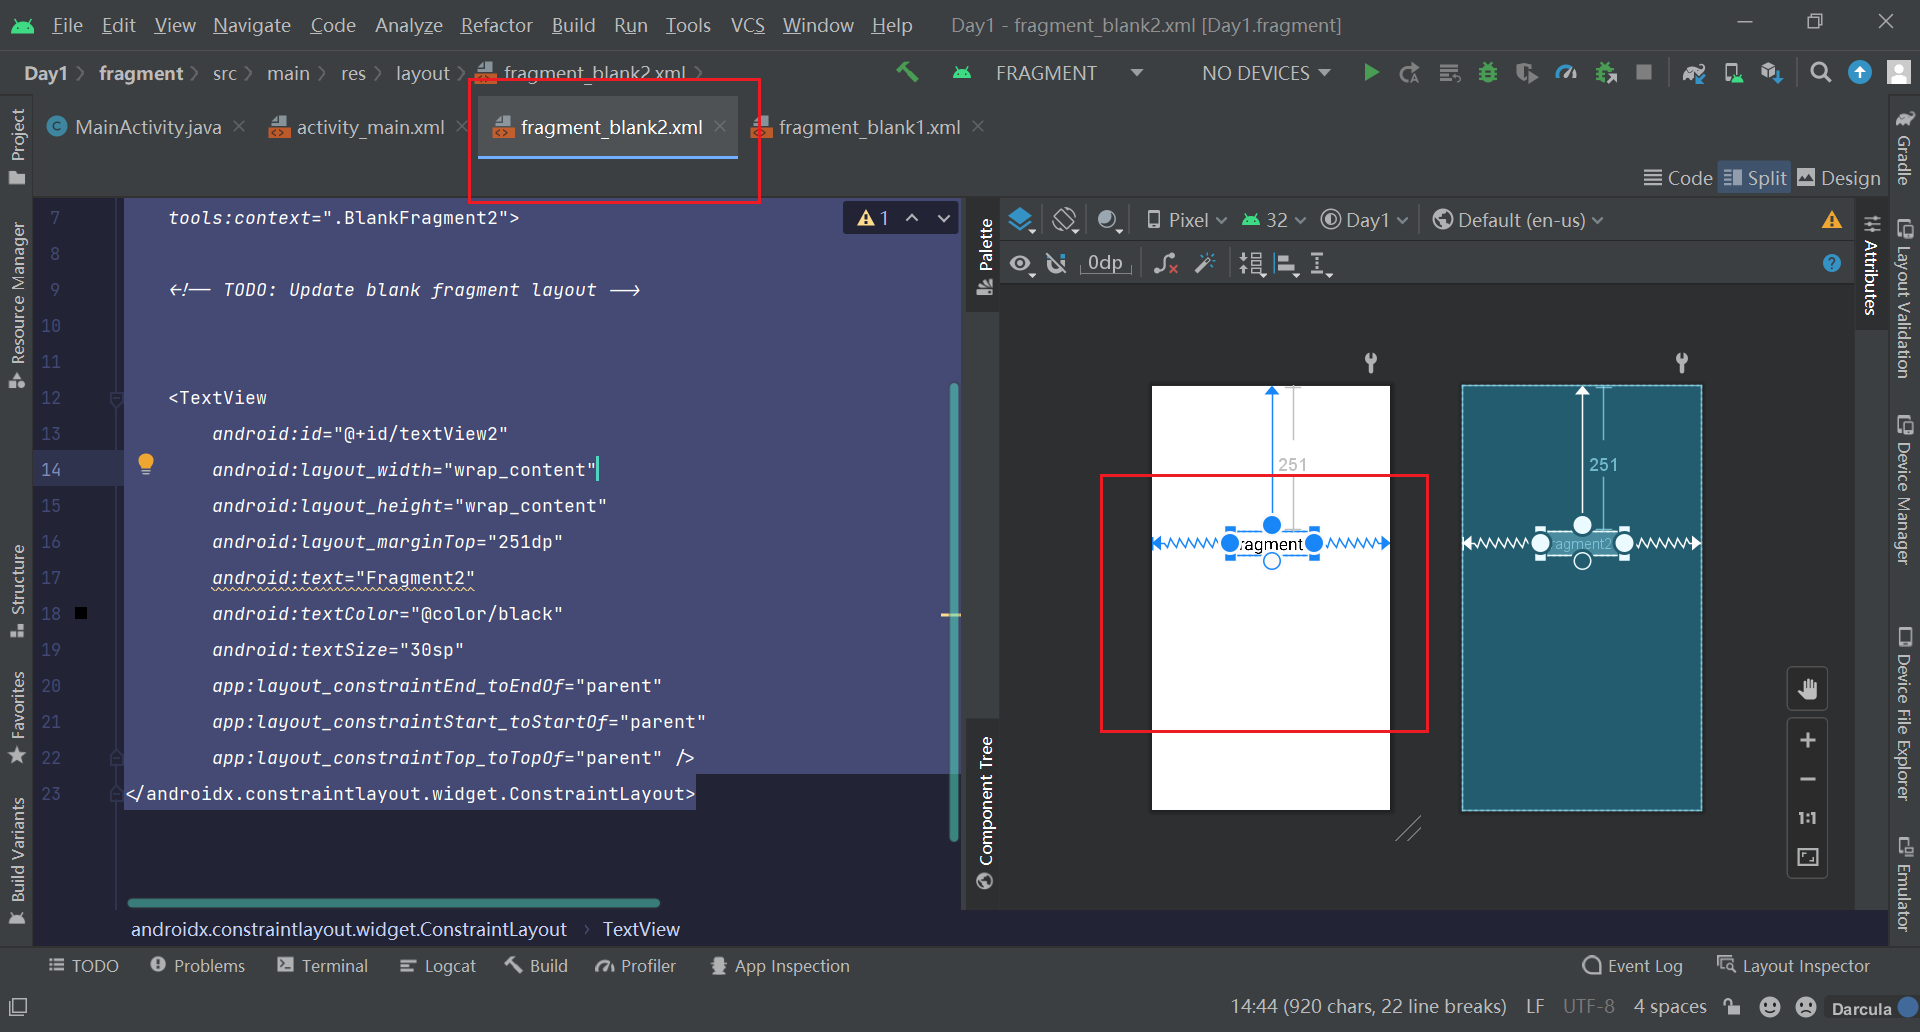 File Edit View Navigate Code Analyze Refactor Build Run Tools VCS Window Help Day1 - fragment_blank2.xml [Day1.fragment]
Day1 fragment src main res layout fragment_blank2.xml FRAGMENT NO DEVICES
MainActivity.java activity_main.xml fragment_blank2.xml fragment_blank1.xml
Code Split Design
Project
Resource Manager
Structure
Favorites
Build Variants
7 tools:context=".BlankFragment2">
8
9 <!-- TODO: Update blank fragment layout -->
10
11
12 <TextView
13 android:id="@+id/textView2"
14 android:layout_width="wrap_content"
15 android:layout_height="wrap_content"
16 android:layout_marginTop="251dp"
17 android:text="Fragment2"
18 android:textColor="@color/black"
19 android:textSize="30sp"
20 app:layout_constraintEnd_toEndOf="parent"
21 app:layout_constraintStart_toStartOf="parent"
22 app:layout_constraintTop_toTopOf="parent" />
23 </androidx.constraintlayout.widget.ConstraintLayout>
1
androidx.constraintlayout.widget.ConstraintLayout TextView
Palette
Component Tree
Pixel 32 Day1 Default (en-us)
0dp
251
ragment
251
ragment2
1:1
Attributes
Gradle
Layout Validation
Device Manager
Device File Explorer
Emulator
TODO Problems Terminal Logcat Build Profiler App Inspection Event Log Layout Inspector
14:44 (920 chars, 22 line breaks) LF UTF-8 4 spaces Darcula